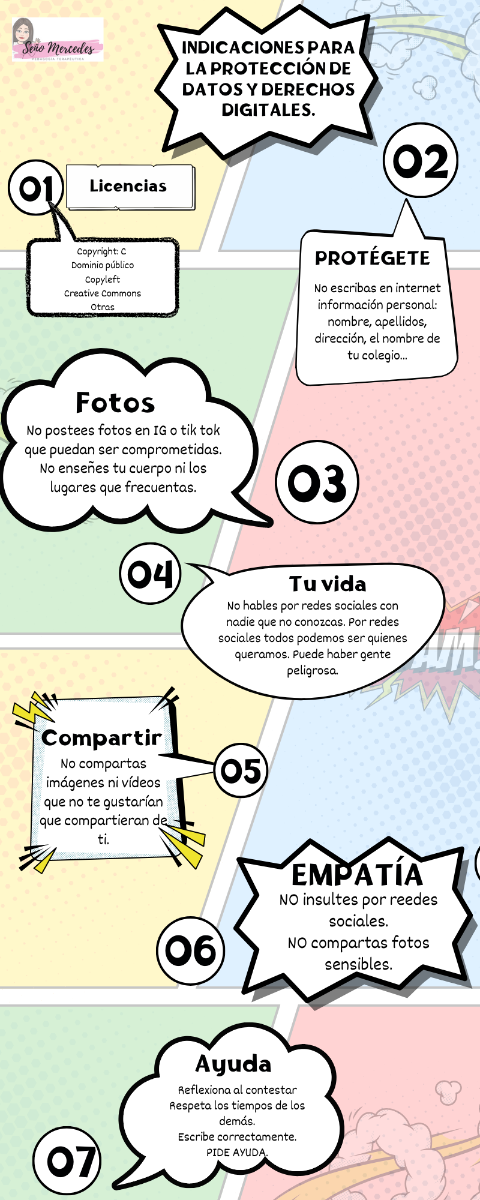 Seño Mercedes
PEDAGOGÍA TERAPÉUTICA
INDICACIONES PARA
LA PROTECCIÓN DE
DATOS Y DERECHOS
DIGITALES.
01
Licencias
Copyright: C
Dominio público
Copyleft
Creative Commons
Otras
02
PROTÉGETE
No escribas en internet
información personal:
nombre, apellidos,
dirección, el nombre de
tu colegio...
Fotos
No postees fotos en IG o tik tok
que puedan ser comprometidas.
No enseñes tu cuerpo ni los
lugares que frecuentas.
03
04
Tu vida
No hables por redes sociales con
nadie que no conozcas. Por redes
sociales todos podemos ser quienes
queramos. Puede haber gente
peligrosa.
Compartir
No compartas
imágenes ni vídeos
que no te gustarían
que compartieran de
ti.
05
EMPATÍA
NO insultes por reedes
sociales.
NO compartas fotos
sensibles.
06
Ayuda
Reflexiona al contestar
Respeta los tiempos de los
demás.
Escribe correctamente.
PIDE AYUDA.
07